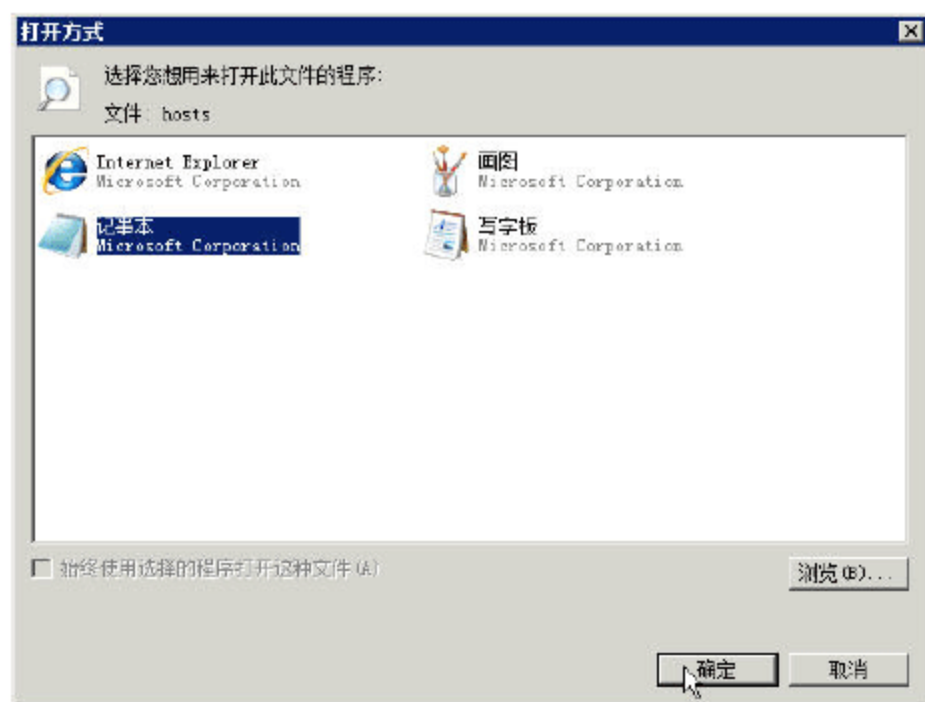 打开方式
选择您想用来打开此文件的程序:
文件: hosts
Internet Explorer
Microsoft Corporation
画图
Microsoft Corporation
记事本
Microsoft Corporation
写字板
Microsoft Corporation
始终使用选择的程序打开这种文件(A)
浏览(B)...
确定
取消